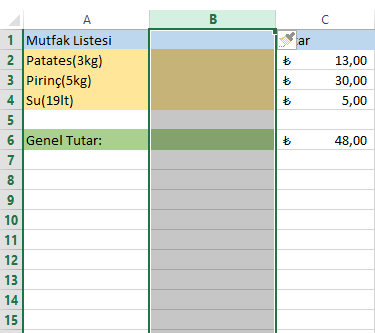 A B C
1 Mutfak Listesi ar
2 Patates(3kg) ₺ 13,00
3 Pirinç(5kg) ₺ 30,00
4 Su(19lt) ₺ 5,00
5
6 Genel Tutar: ₺ 48,00
7
8
9
10
11
12
13
14
15